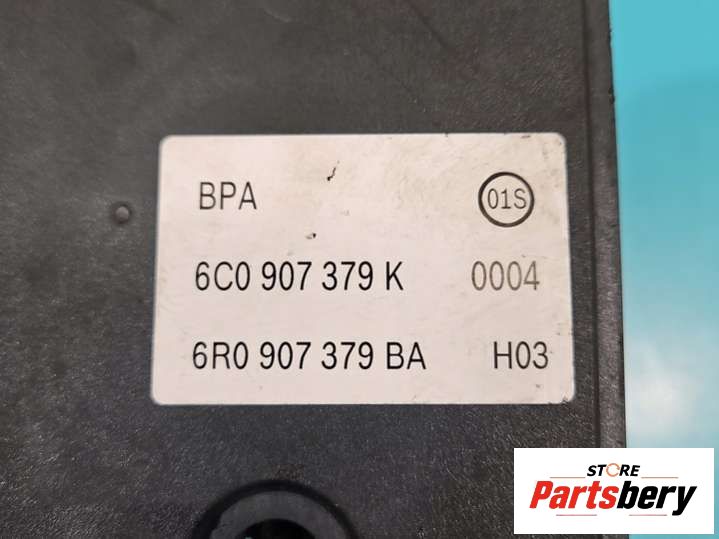 BPA 01S
6C0 907 379 K 0004
6R0 907 379 BA H03
STORE
Partsbery